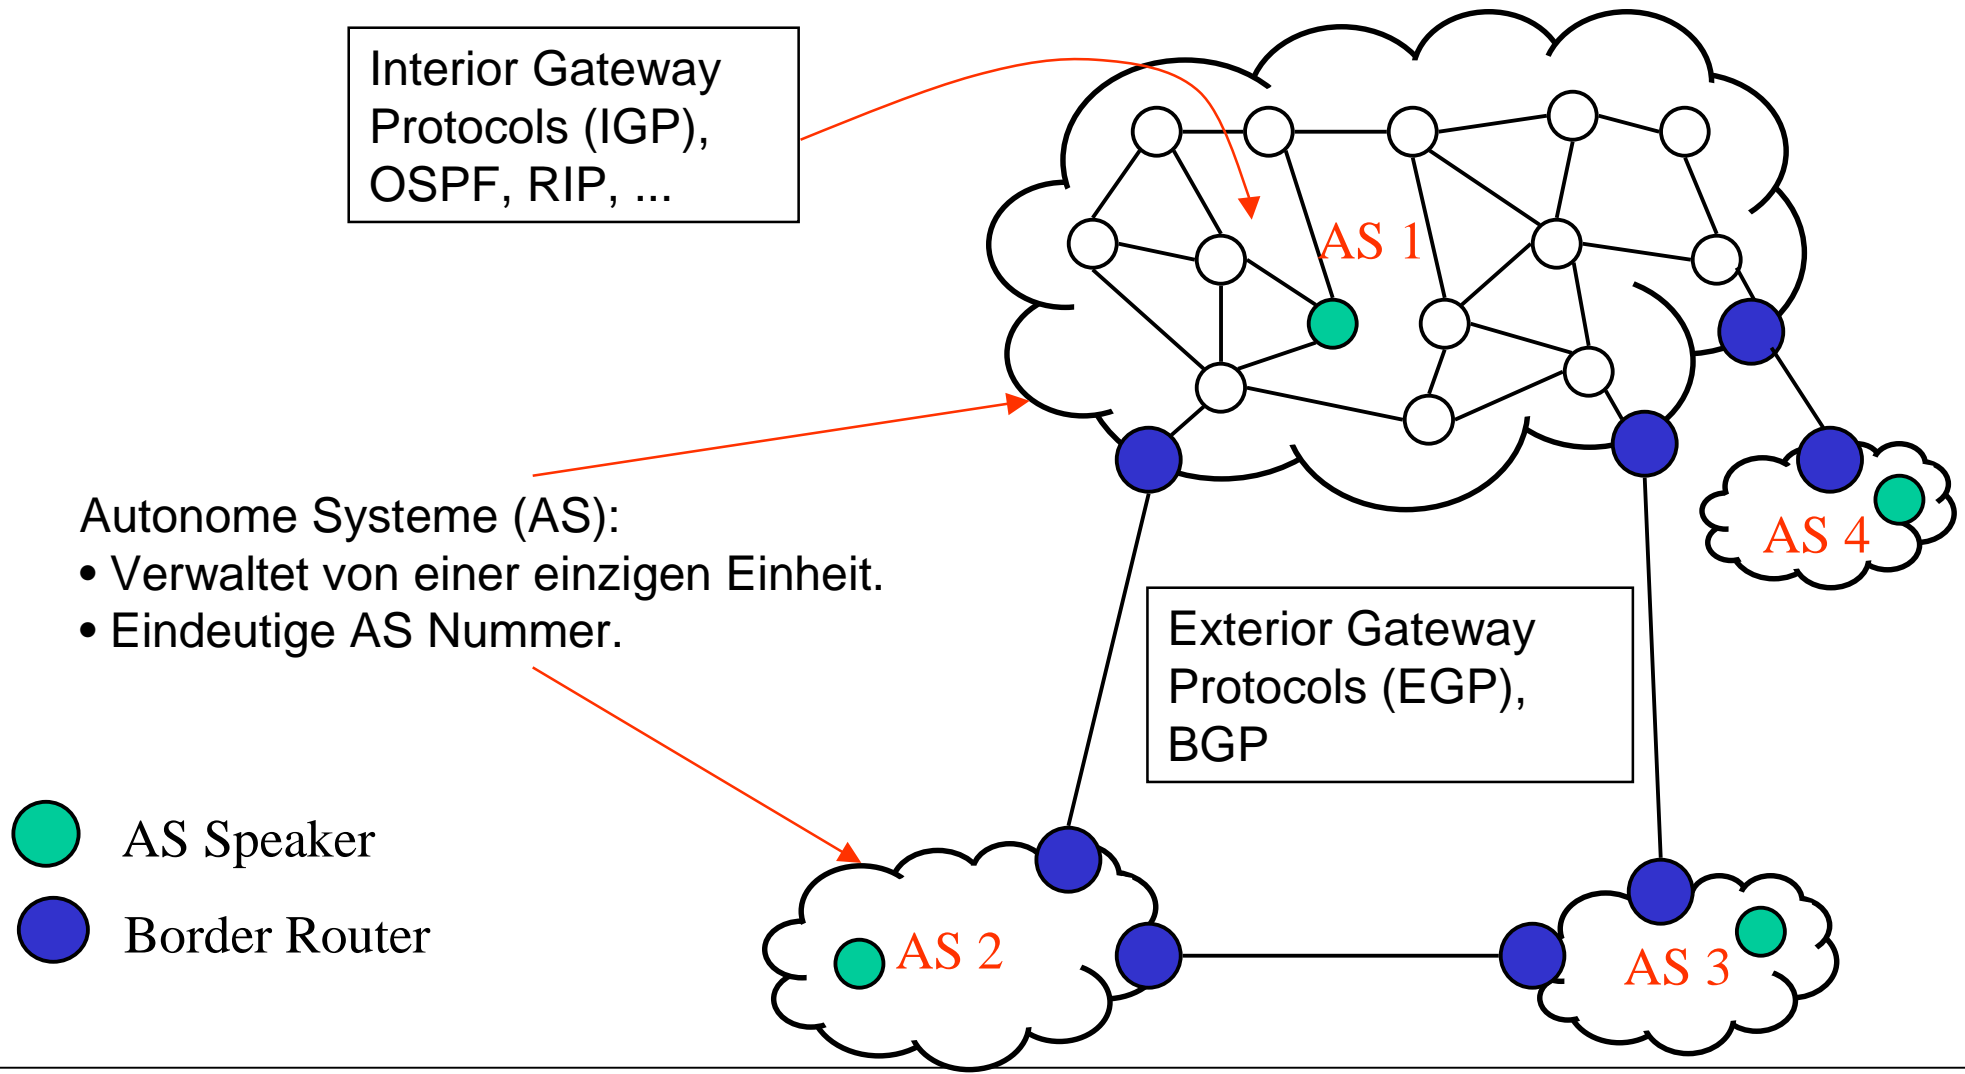 Interior Gateway
Protocols (IGP),
OSPF, RIP, ...
AS 1
AS 4
Autonome Systeme (AS):
• Verwaltet von einer einzigen Einheit.
• Eindeutige AS Nummer.
Exterior Gateway
Protocols (EGP),
BGP
AS Speaker
Border Router
AS 2
AS 3